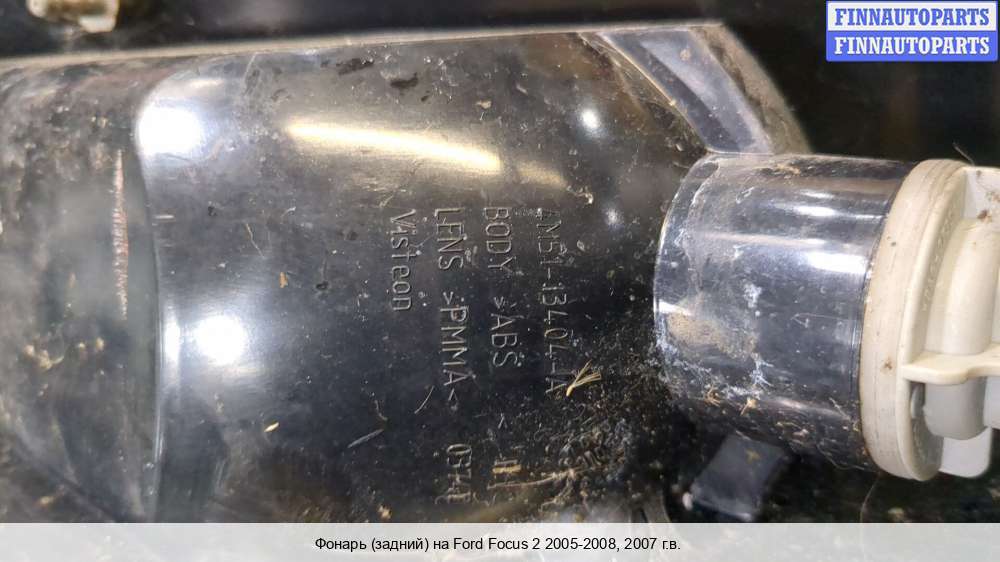 FINNAUTOPARTS
FINNAUTOPARTS
BODY >ABS <
LENS >PMMA<
Visteon
Фонарь (задний) на Ford Focus 2 2005-2008, 2007 г.в.